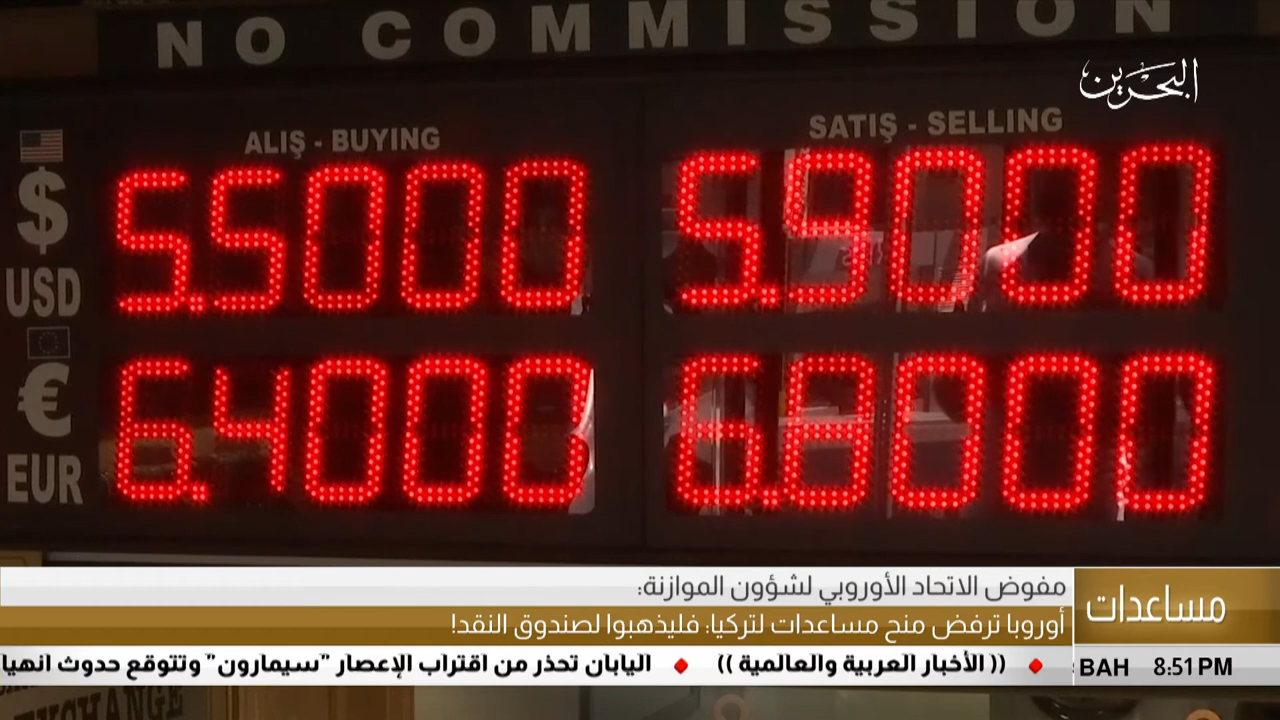 NO COMMISSION
البحرين
ALIŞ - BUYING
SATIŞ - SELLING
$ USD
5.5000
5.9000
€ EUR
6.4000
6.8000
مفوض الاتحاد الأوروبي لشؤون الموازنة:
مساعدات
أوروبا ترفض منح مساعدات لتركيا: فليذهبوا لصندوق النقد!
BAH 8:51 PM
(( الأخبار العربية والعالمية )) ♦ اليابان تحذر من اقتراب الإعصار "سيمارون" وتتوقع حدوث انهيا
EXCHANGE